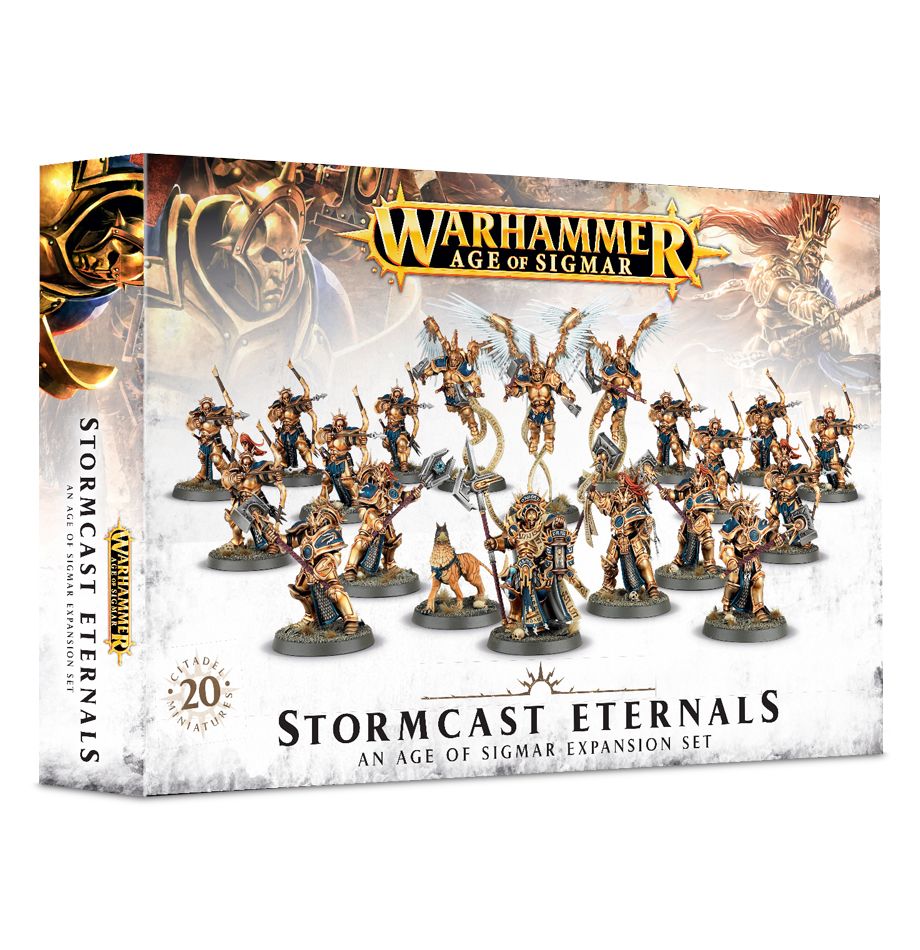 WARHAMMER
AGE OF SIGMAR
STORMCAST ETERNALS
AN AGE OF SIGMAR EXPANSION SET
STORMCAST ETERNALS
AN AGE OF SIGMAR EXPANSION SET
WARHAMMER
AGE OF SIGMAR
CITADEL
20
MINIATURES